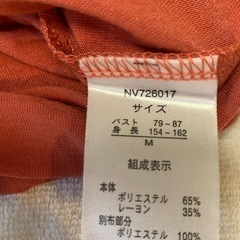 NV726017
サイズ
バスト 79~87
身長 154~162
M
組成表示
本体
ポリエステル 65%
レーヨン 35%
別布部分
ポリエステル 100%